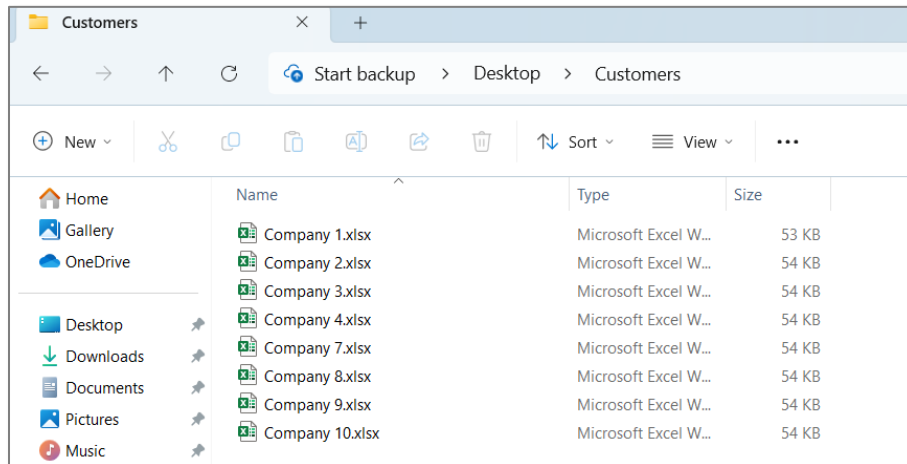 Customers
Start backup > Desktop > Customers
New Sort View
Name Type Size
Home
Gallery
OneDrive
Desktop
Downloads
Documents
Pictures
Music
Company 1.xlsx Microsoft Excel W... 53 KB
Company 2.xlsx Microsoft Excel W... 54 KB
Company 3.xlsx Microsoft Excel W... 54 KB
Company 4.xlsx Microsoft Excel W... 54 KB
Company 7.xlsx Microsoft Excel W... 54 KB
Company 8.xlsx Microsoft Excel W... 54 KB
Company 9.xlsx Microsoft Excel W... 54 KB
Company 10.xlsx Microsoft Excel W... 54 KB